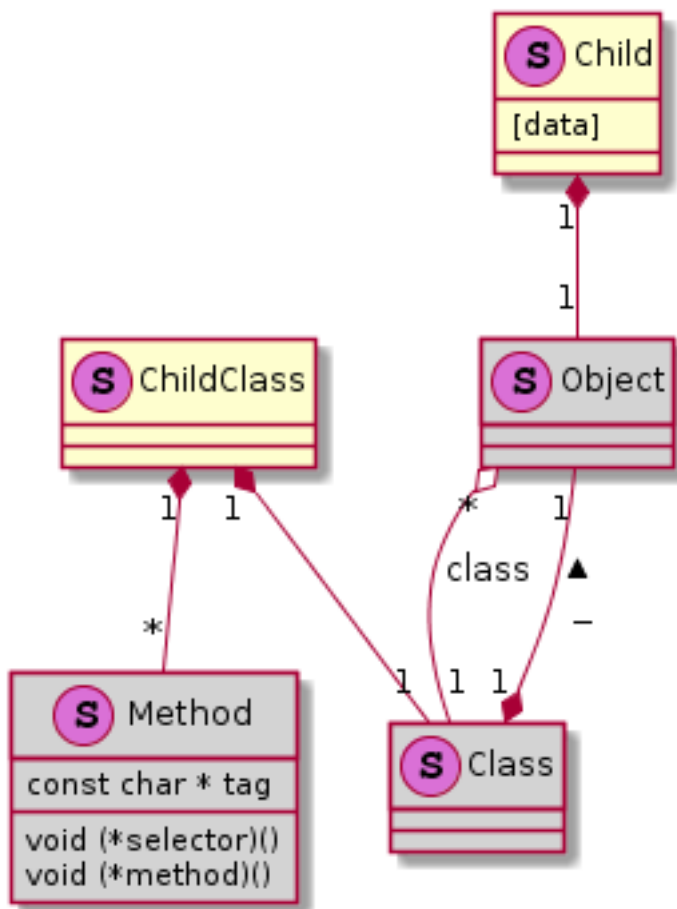 S Child
[data]
1
1
S ChildClass
S Object
1
1
*
1
class
▲
_
*
1
1
1
S Method
S Class
const char * tag
void (*selector)()
void (*method)()